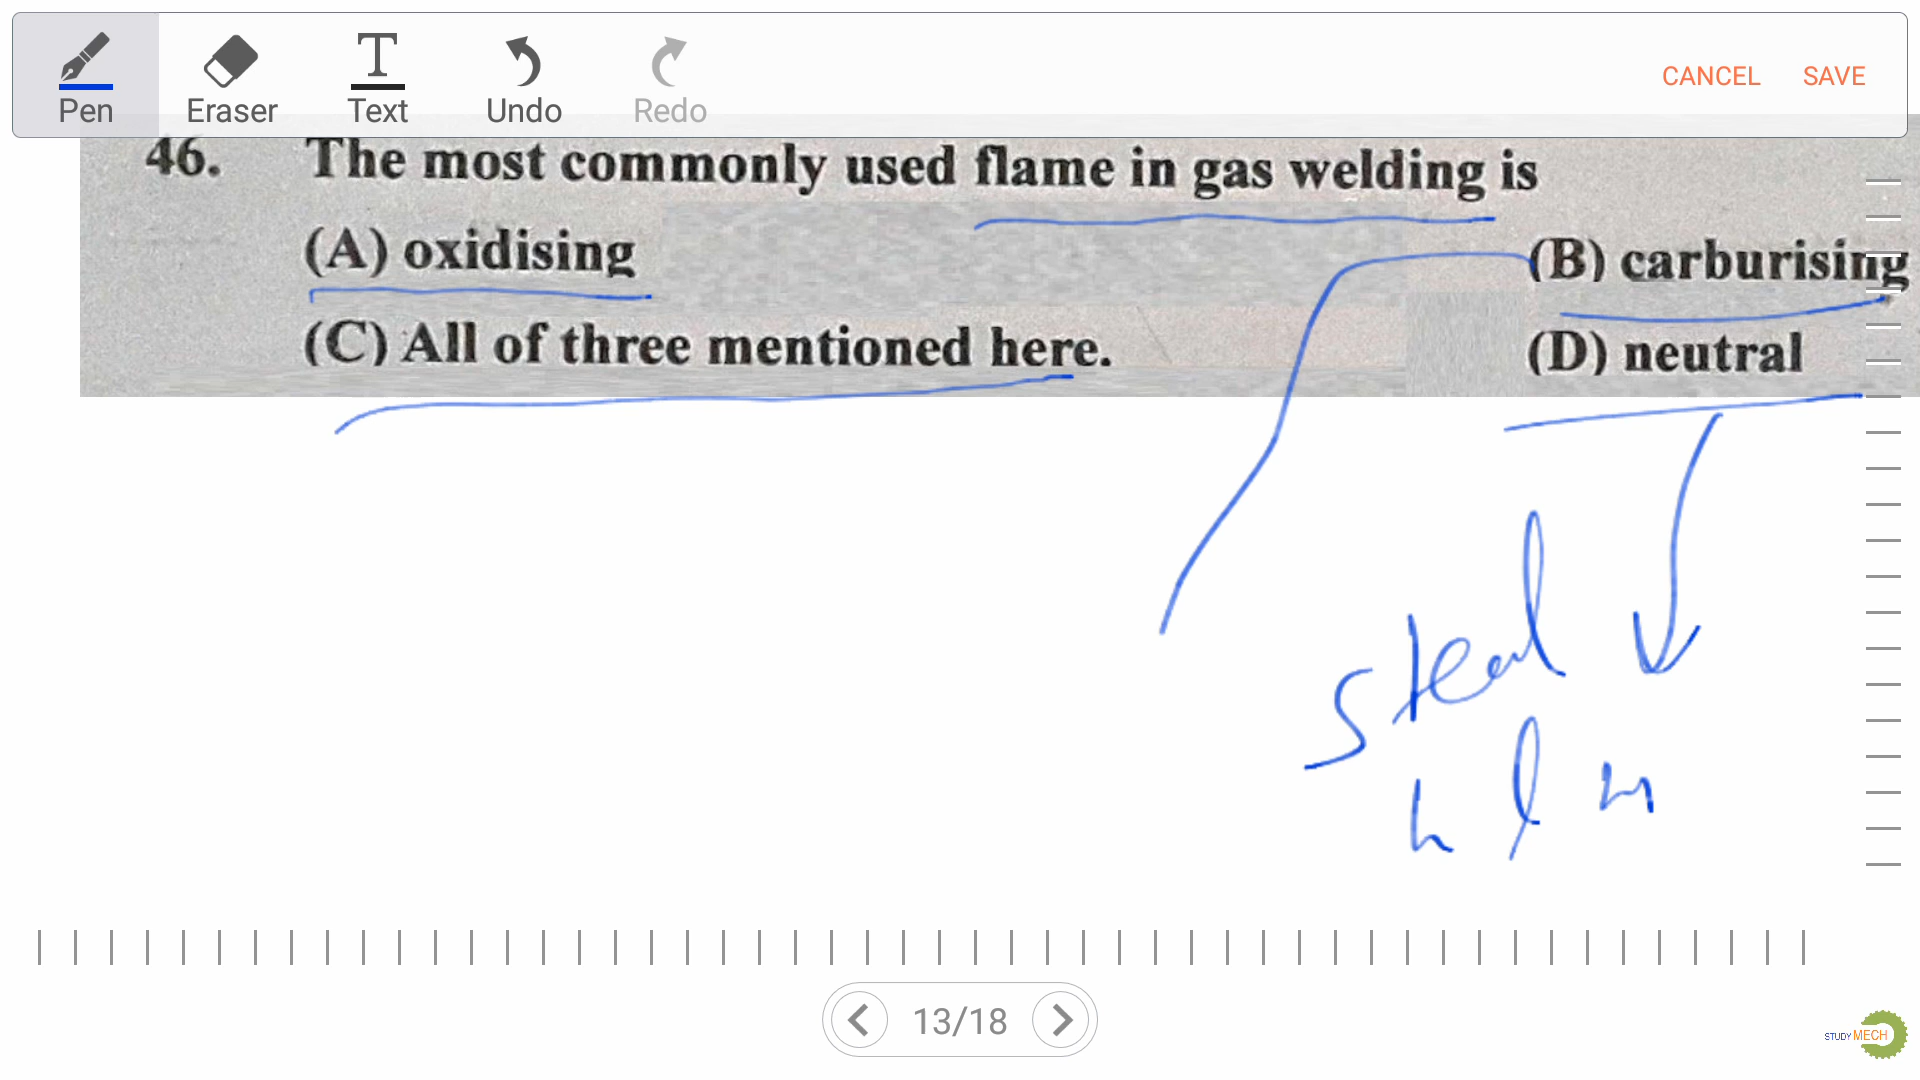 Pen Eraser Text Undo Redo CANCEL SAVE
46. The most commonly used flame in gas welding is
(A) oxidising (B) carburising
(C) All of three mentioned here. (D) neutral
13/18
STUDY MECH